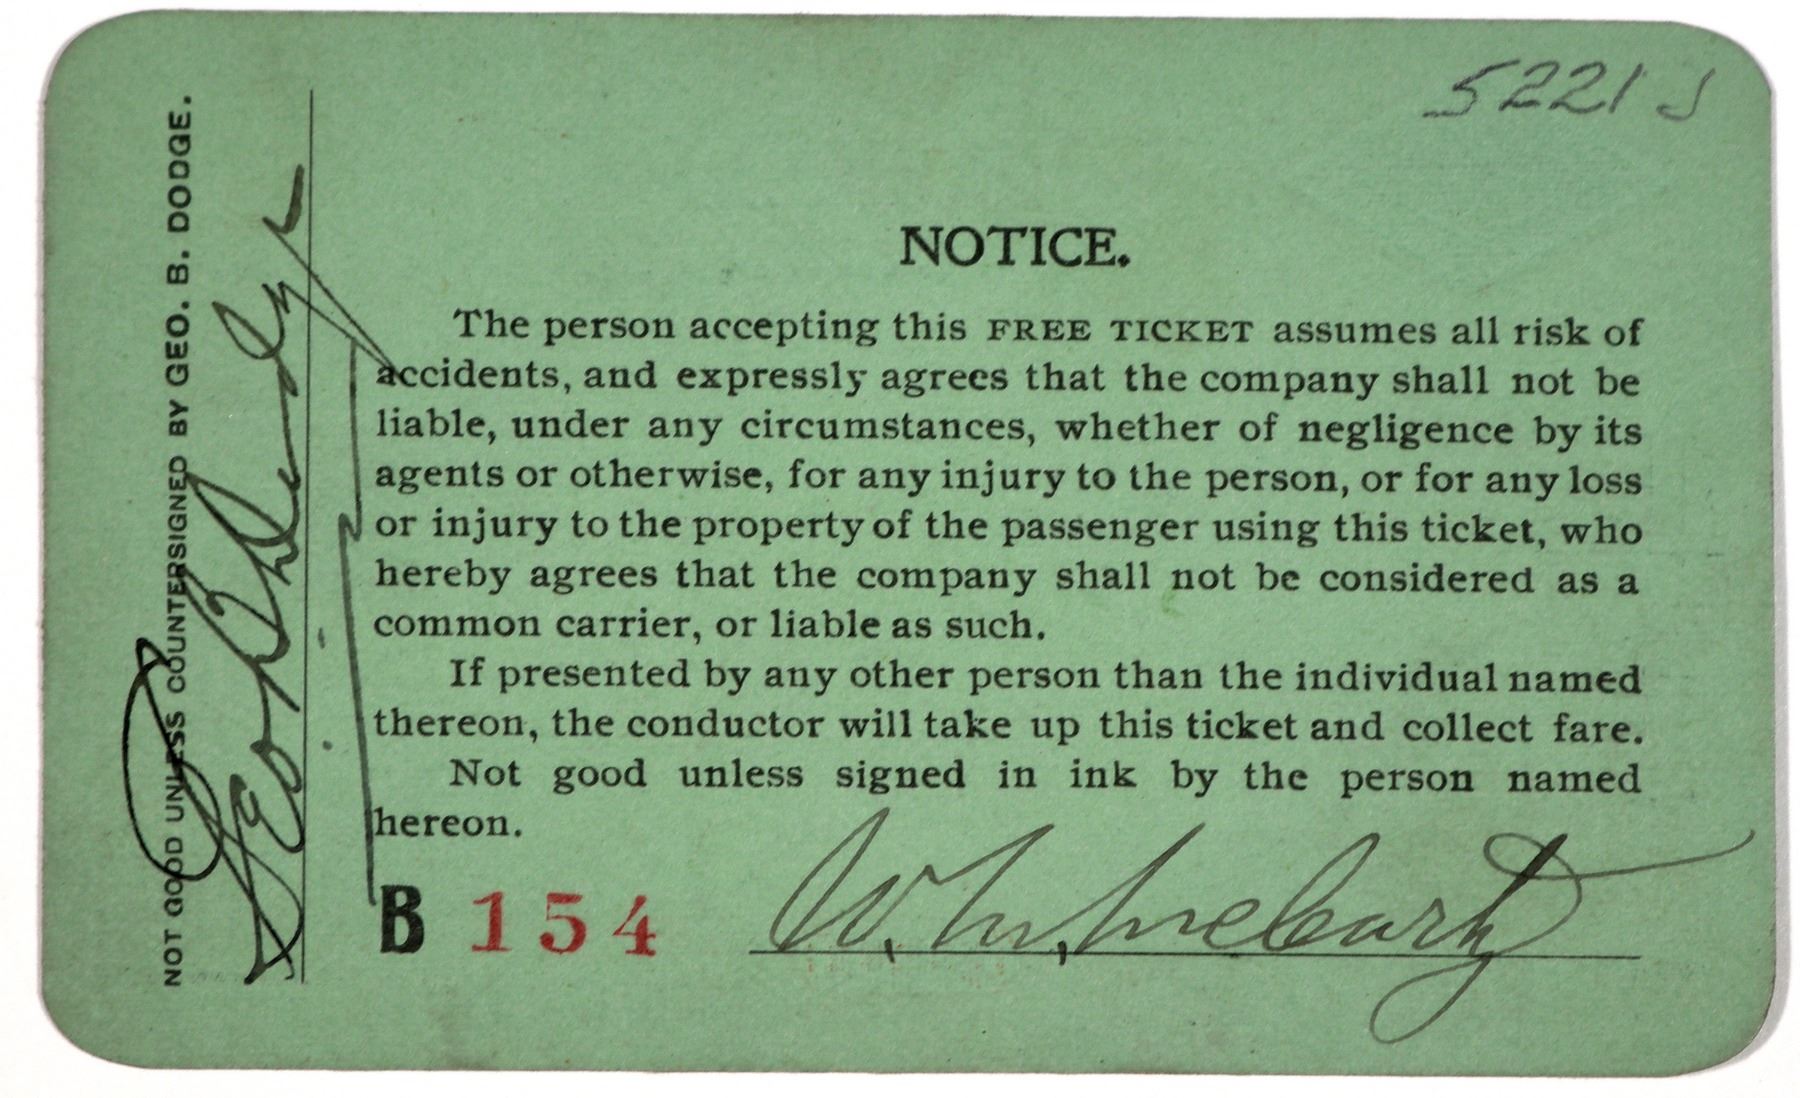 5221 J
NOTICE.
The person accepting this FREE TICKET assumes all risk of
accidents, and expressly agrees that the company shall not be
liable, under any circumstances, whether of negligence by its
agents or otherwise, for any injury to the person, or for any loss
or injury to the property of the passenger using this ticket, who
hereby agrees that the company shall not be considered as a
common carrier, or liable as such.
If presented by any other person than the individual named
thereon, the conductor will take up this ticket and collect fare.
Not good unless signed in ink by the person named
hereon.
B 154
NOT GOOD UNLESS COUNTERSIGNED BY GEO. B. DODGE.